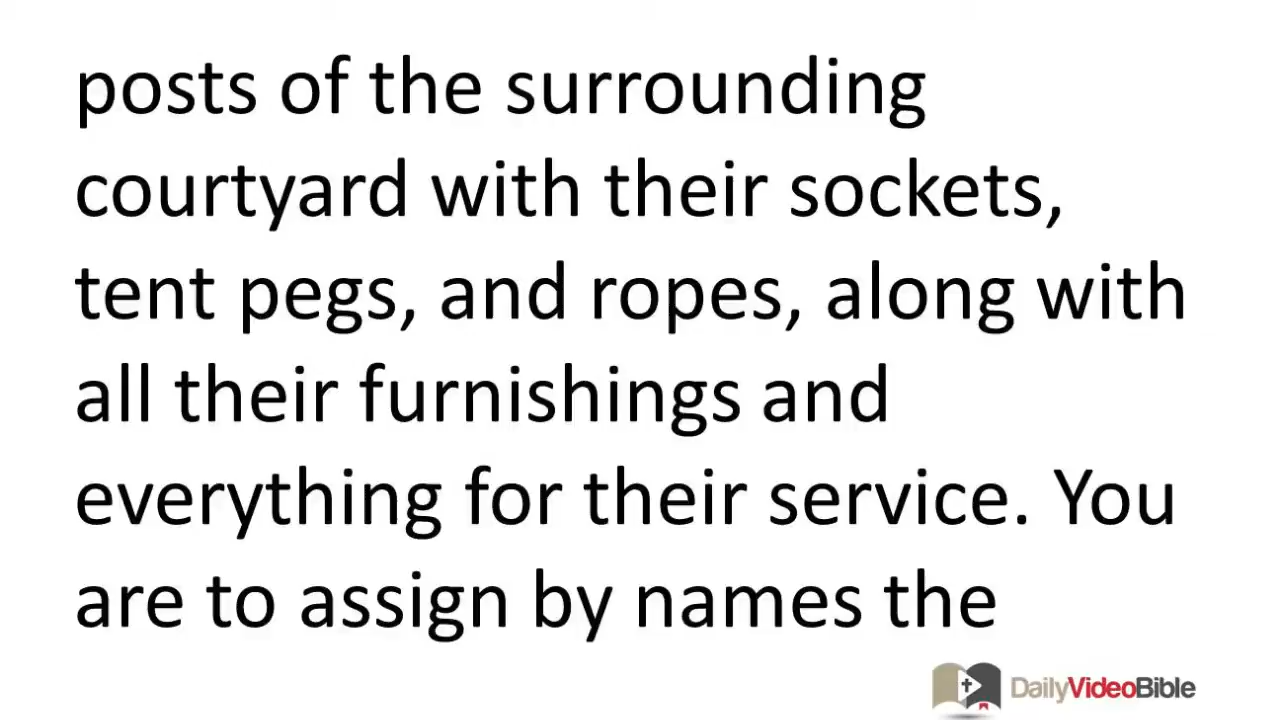 posts of the surrounding
courtyard with their sockets,
tent pegs, and ropes, along with
all their furnishings and
everything for their service. You
are to assign by names the
DailyVideoBible